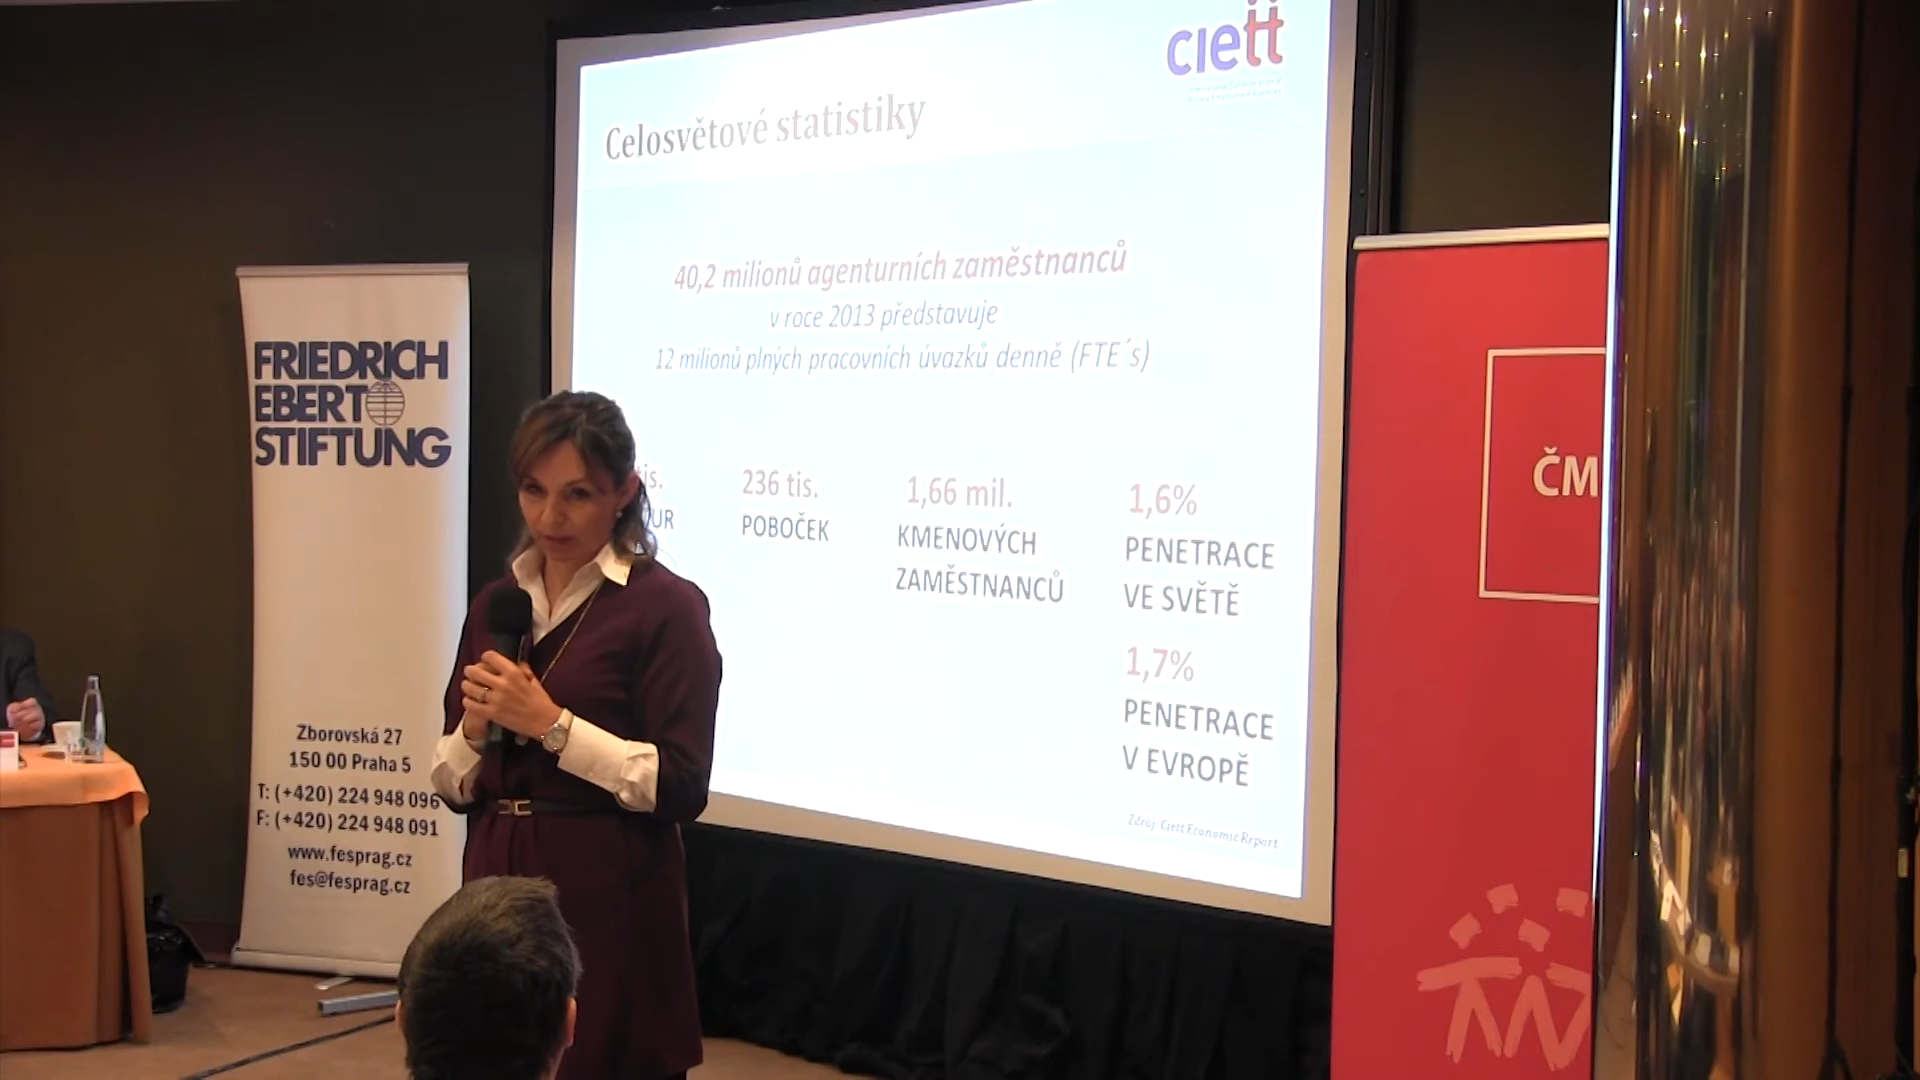 ciett
Celosvětové statistiky
40,2 milionů agenturních zaměstnanců
v roce 2013 představuje
12 milionů plných pracovních úvazků denně (FTE´s)
tis.
UR
236 tis.
POBOČEK
1,66 mil.
KMENOVÝCH
ZAMĚSTNANCŮ
1,6%
PENETRACE
VE SVĚTĚ
1,7%
PENETRACE
V EVROPĚ
Zdroj: Ciett Economic Rrport
FRIEDRICH
EBERT
STIFTUNG
Zborovská 27
150 00 Praha 5
T: (+420) 224 948 096
F: (+420) 224 948 091
www.fesprag.cz
fes@fesprag.cz
ČM